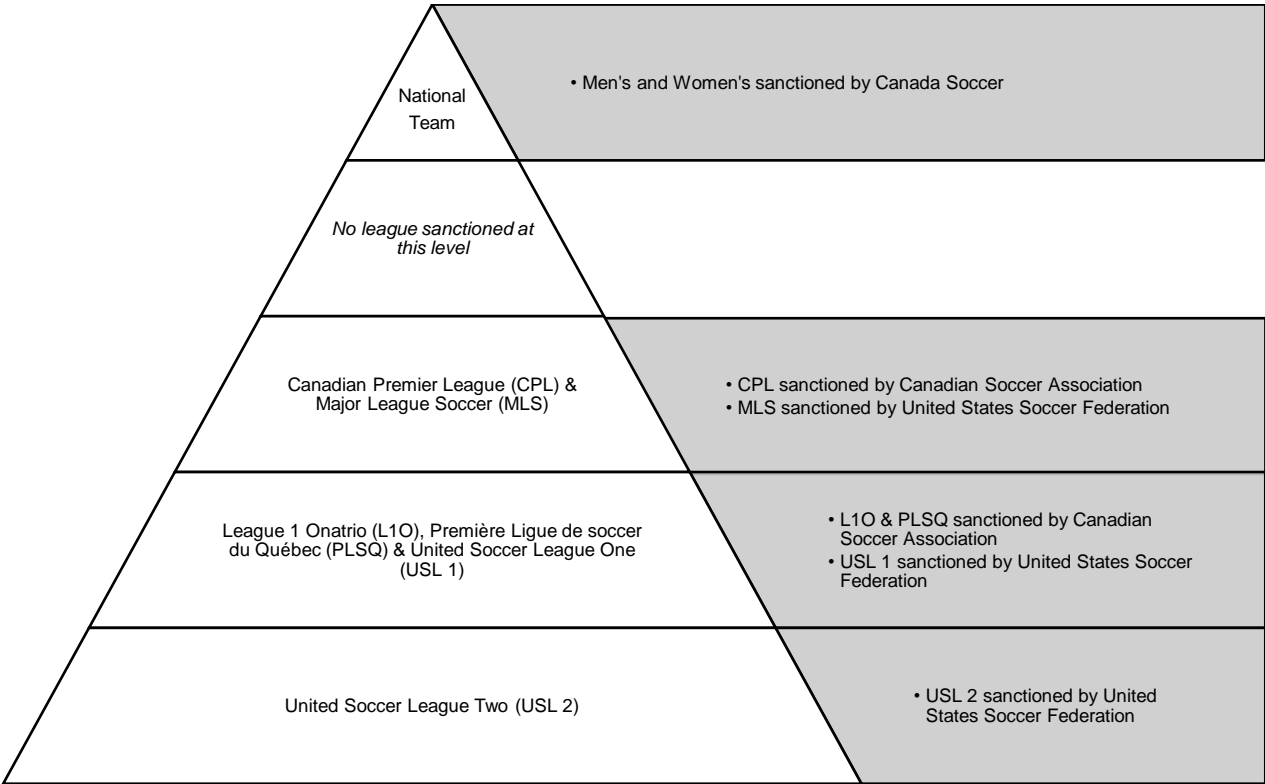 National
Team
• Men's and Women's sanctioned by Canada Soccer
No league sanctioned at
this level
Canadian Premier League (CPL) &
Major League Soccer (MLS)
• CPL sanctioned by Canadian Soccer Association
• MLS sanctioned by United States Soccer Federation
League 1 Onatrio (L1O), Première Ligue de soccer
du Québec (PLSQ) & United Soccer League One
(USL 1)
• L1O & PLSQ sanctioned by Canadian
Soccer Association
• USL 1 sanctioned by United States Soccer
Federation
United Soccer League Two (USL 2)
• USL 2 sanctioned by United
States Soccer Federation